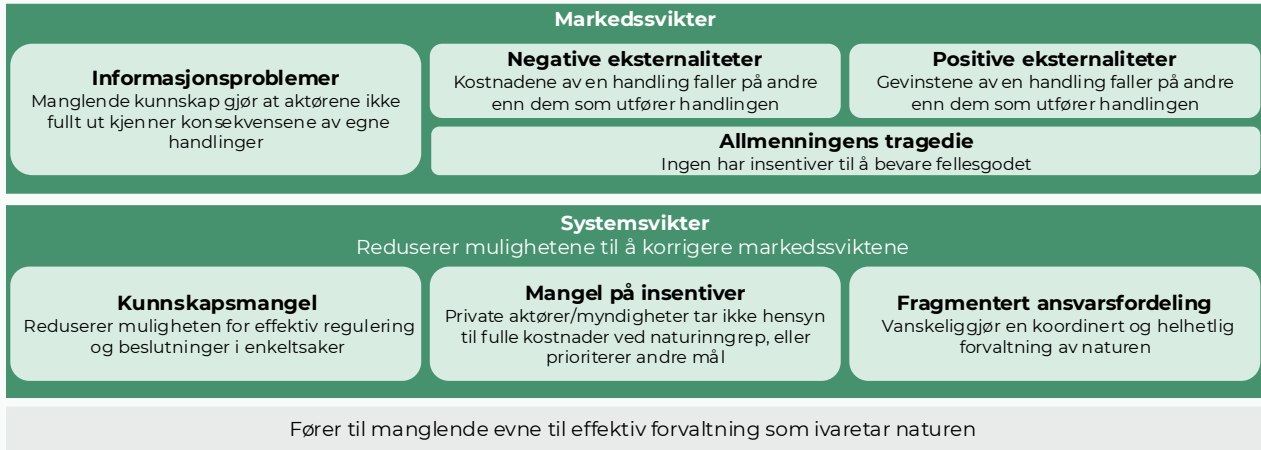 Markedssvikter
Informasjonsproblemer
Manglende kunnskap gjør at aktørene ikke
fullt ut kjenner konsekvensene av egne
handlinger
Negative eksternaliteter
Kostnadene av en handling faller på andre
enn dem som utfører handlingen
Positive eksternaliteter
Gevinstene av en handling faller på andre
enn dem som utfører handlingen
Allmenningens tragedie
Ingen har insentiver til å bevare fellesgodet
Systemsvikter
Reduserer mulighetene til å korrigere markedssviktene
Kunnskapsmangel
Reduserer muligheten for effektiv regulering
og beslutninger i enkeltsaker
Mangel på insentiver
Private aktører/myndigheter tar ikke hensyn
til fulle kostnader ved naturinngrep, eller
prioriterer andre mål
Fragmentert ansvarsfordeling
Vanskeliggjør en koordinert og helhetlig
forvaltning av naturen
Fører til manglende evne til effektiv forvaltning som ivaretar naturen